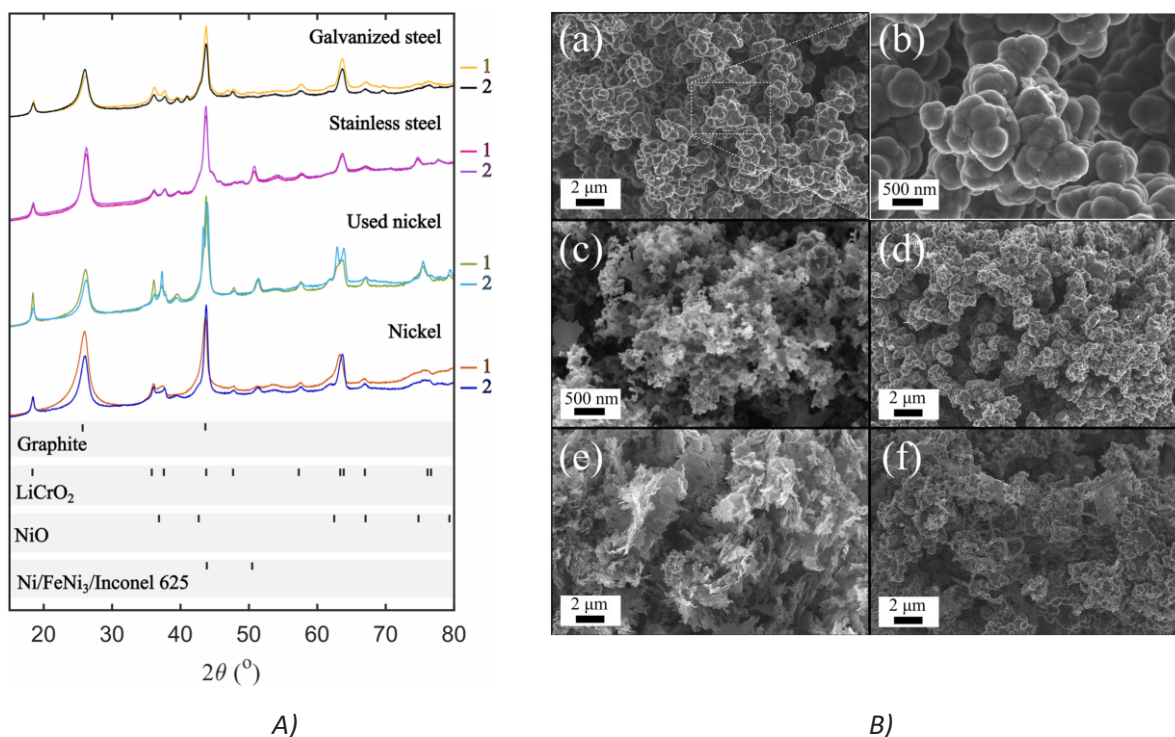 Galvanized steel
1
2
Stainless steel
1
2
Used nickel
1
2
Nickel
1
2
Graphite
LiCrO₂
NiO
Ni/FeNi₃/Inconel 625
20 30 40 50 60 70 80
2θ (°)
A)
(a)
2 μm
(b)
500 nm
(c)
500 nm
(d)
2 μm
(e)
2 μm
(f)
2 μm
B)